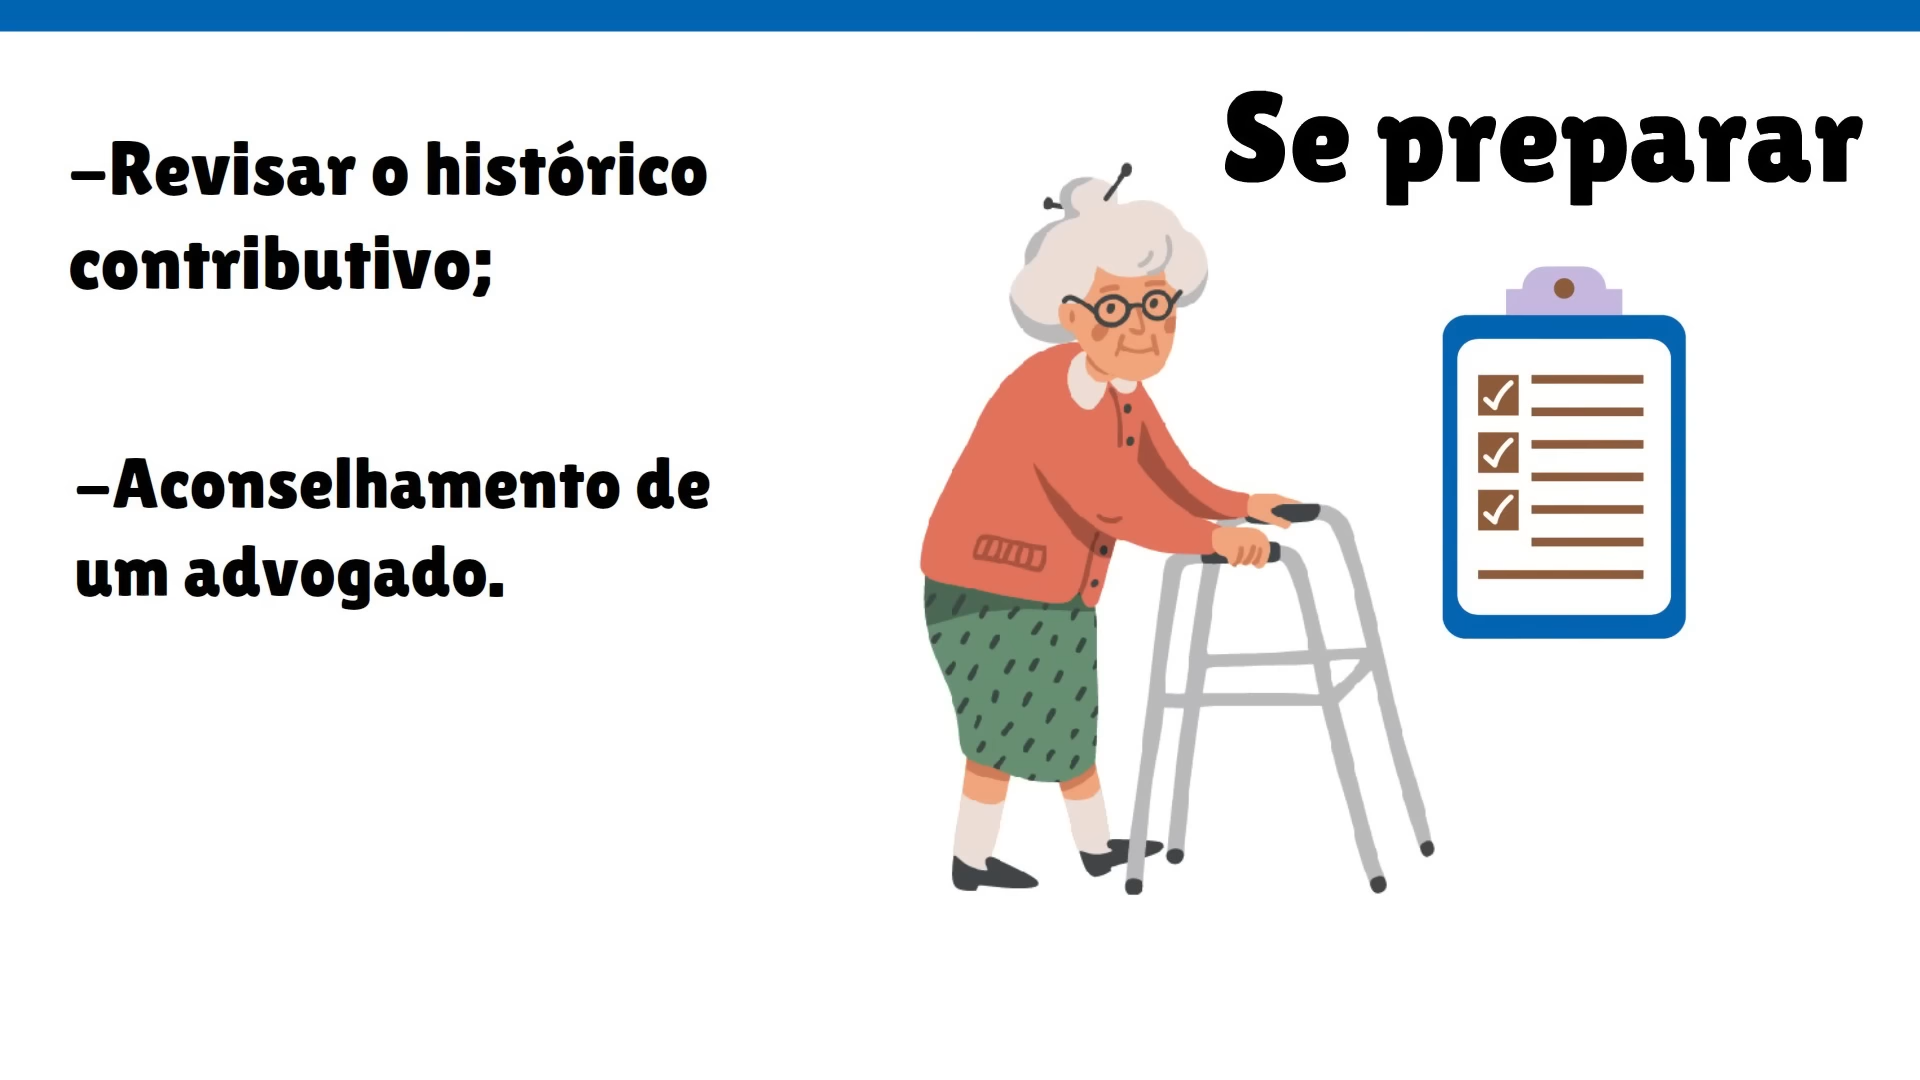 Se preparar
–Revisar o histórico
contributivo;
–Aconselhamento de
um advogado.